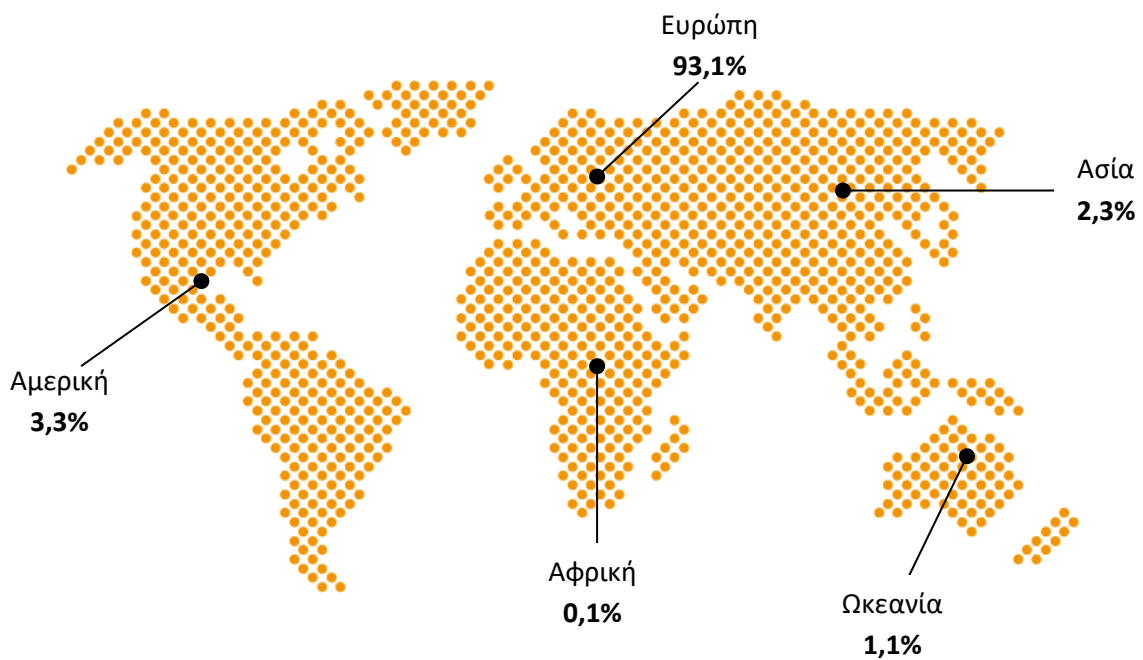 Ευρώπη
93,1%
Ασία
2,3%
Αμερική
3,3%
Αφρική
0,1%
Ωκεανία
1,1%